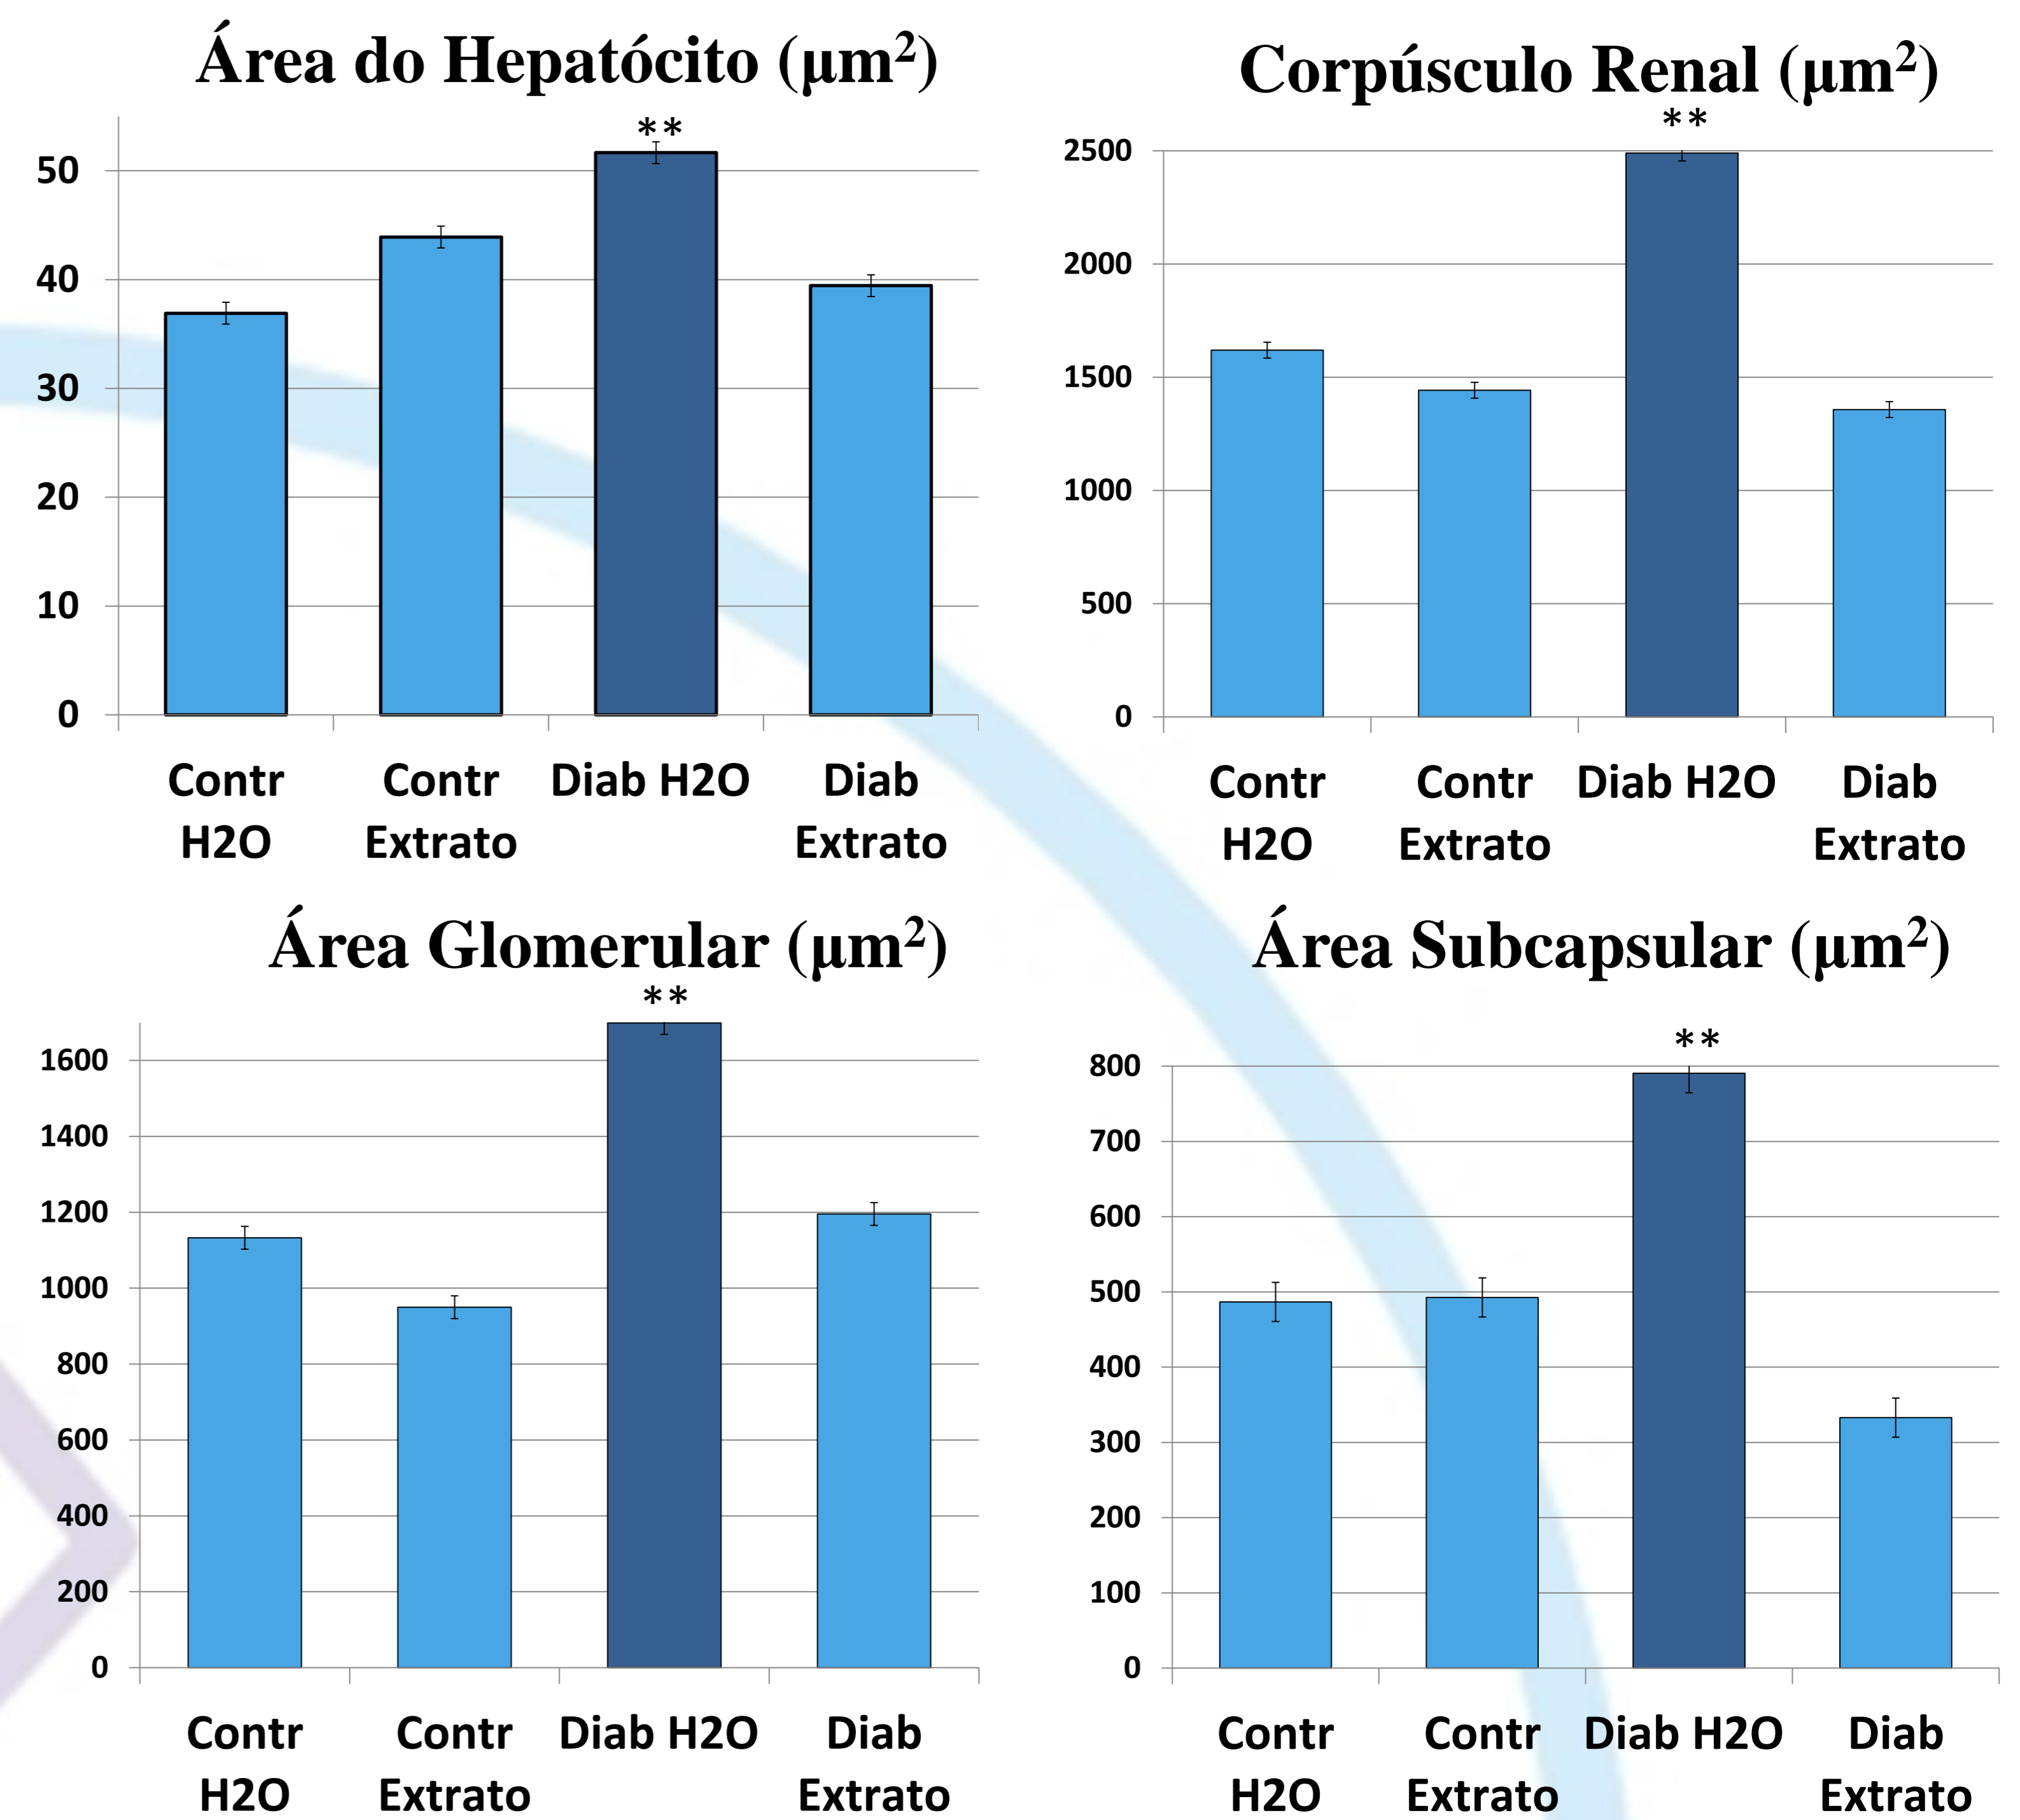 Área do Hepatócito (µm²)
**
50
40
30
20
10
0
Contr
H2O
Contr
Extrato
Diab H2O
Diab
Extrato
Corpúsculo Renal (µm²)
**
2500
2000
1500
1000
500
0
Contr
H2O
Contr
Extrato
Diab H2O
Diab
Extrato
Área Glomerular (µm²)
**
1600
1400
1200
1000
800
600
400
200
0
Contr
H2O
Contr
Extrato
Diab H2O
Diab
Extrato
Área Subcapsular (µm²)
**
800
700
600
500
400
300
200
100
0
Contr
H2O
Contr
Extrato
Diab H2O
Diab
Extrato